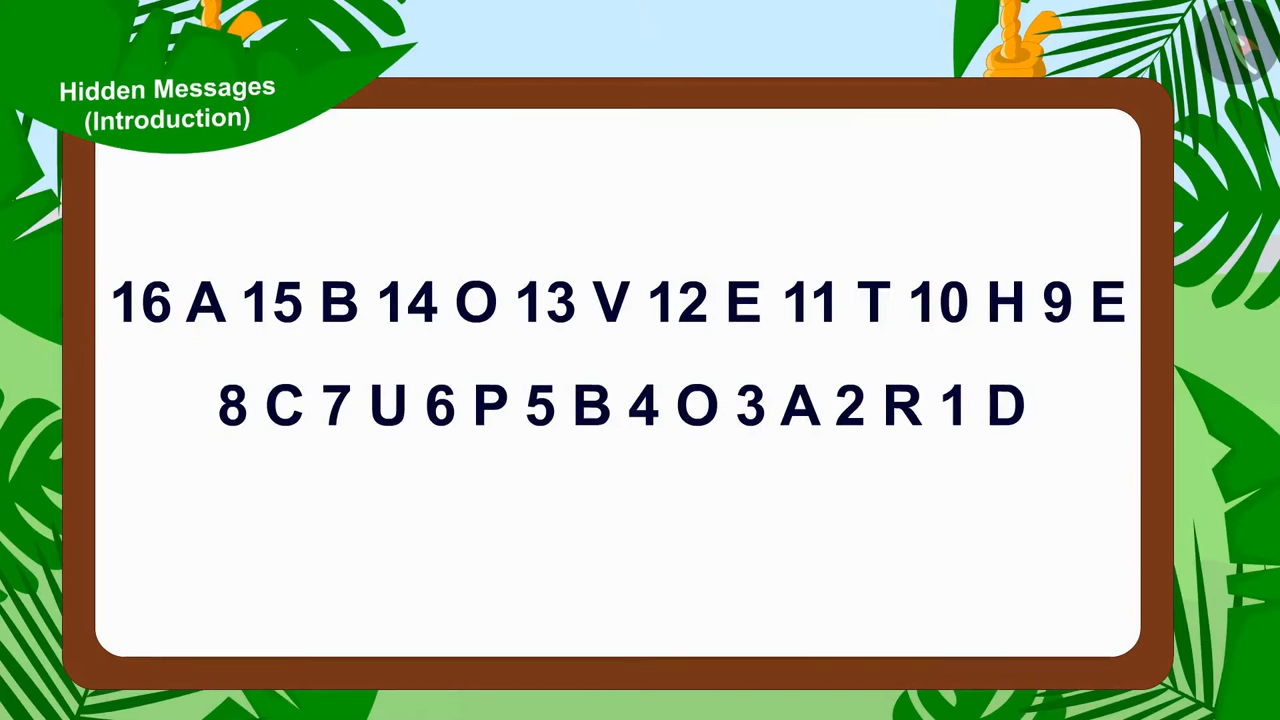 Hidden Messages
(Introduction)
16 A 15 B 14 O 13 V 12 E 11 T 10 H 9 E
8 C 7 U 6 P 5 B 4 O 3 A 2 R 1 D